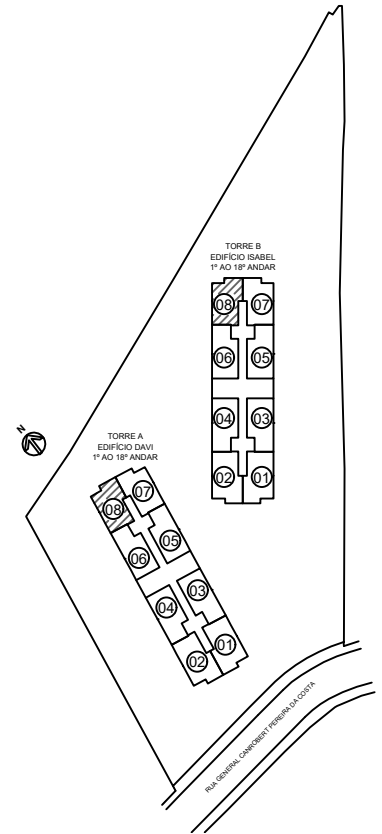 TORRE B
EDIFÍCIO ISABEL
1º AO 18º ANDAR
08 07
06 05
04 03
02 01
N
TORRE A
EDIFÍCIO DAVI
1º AO 18º ANDAR
07
08
05
06
03
04
01
02
RUA GENERAL CANROBERT PEREIRA DA COSTA